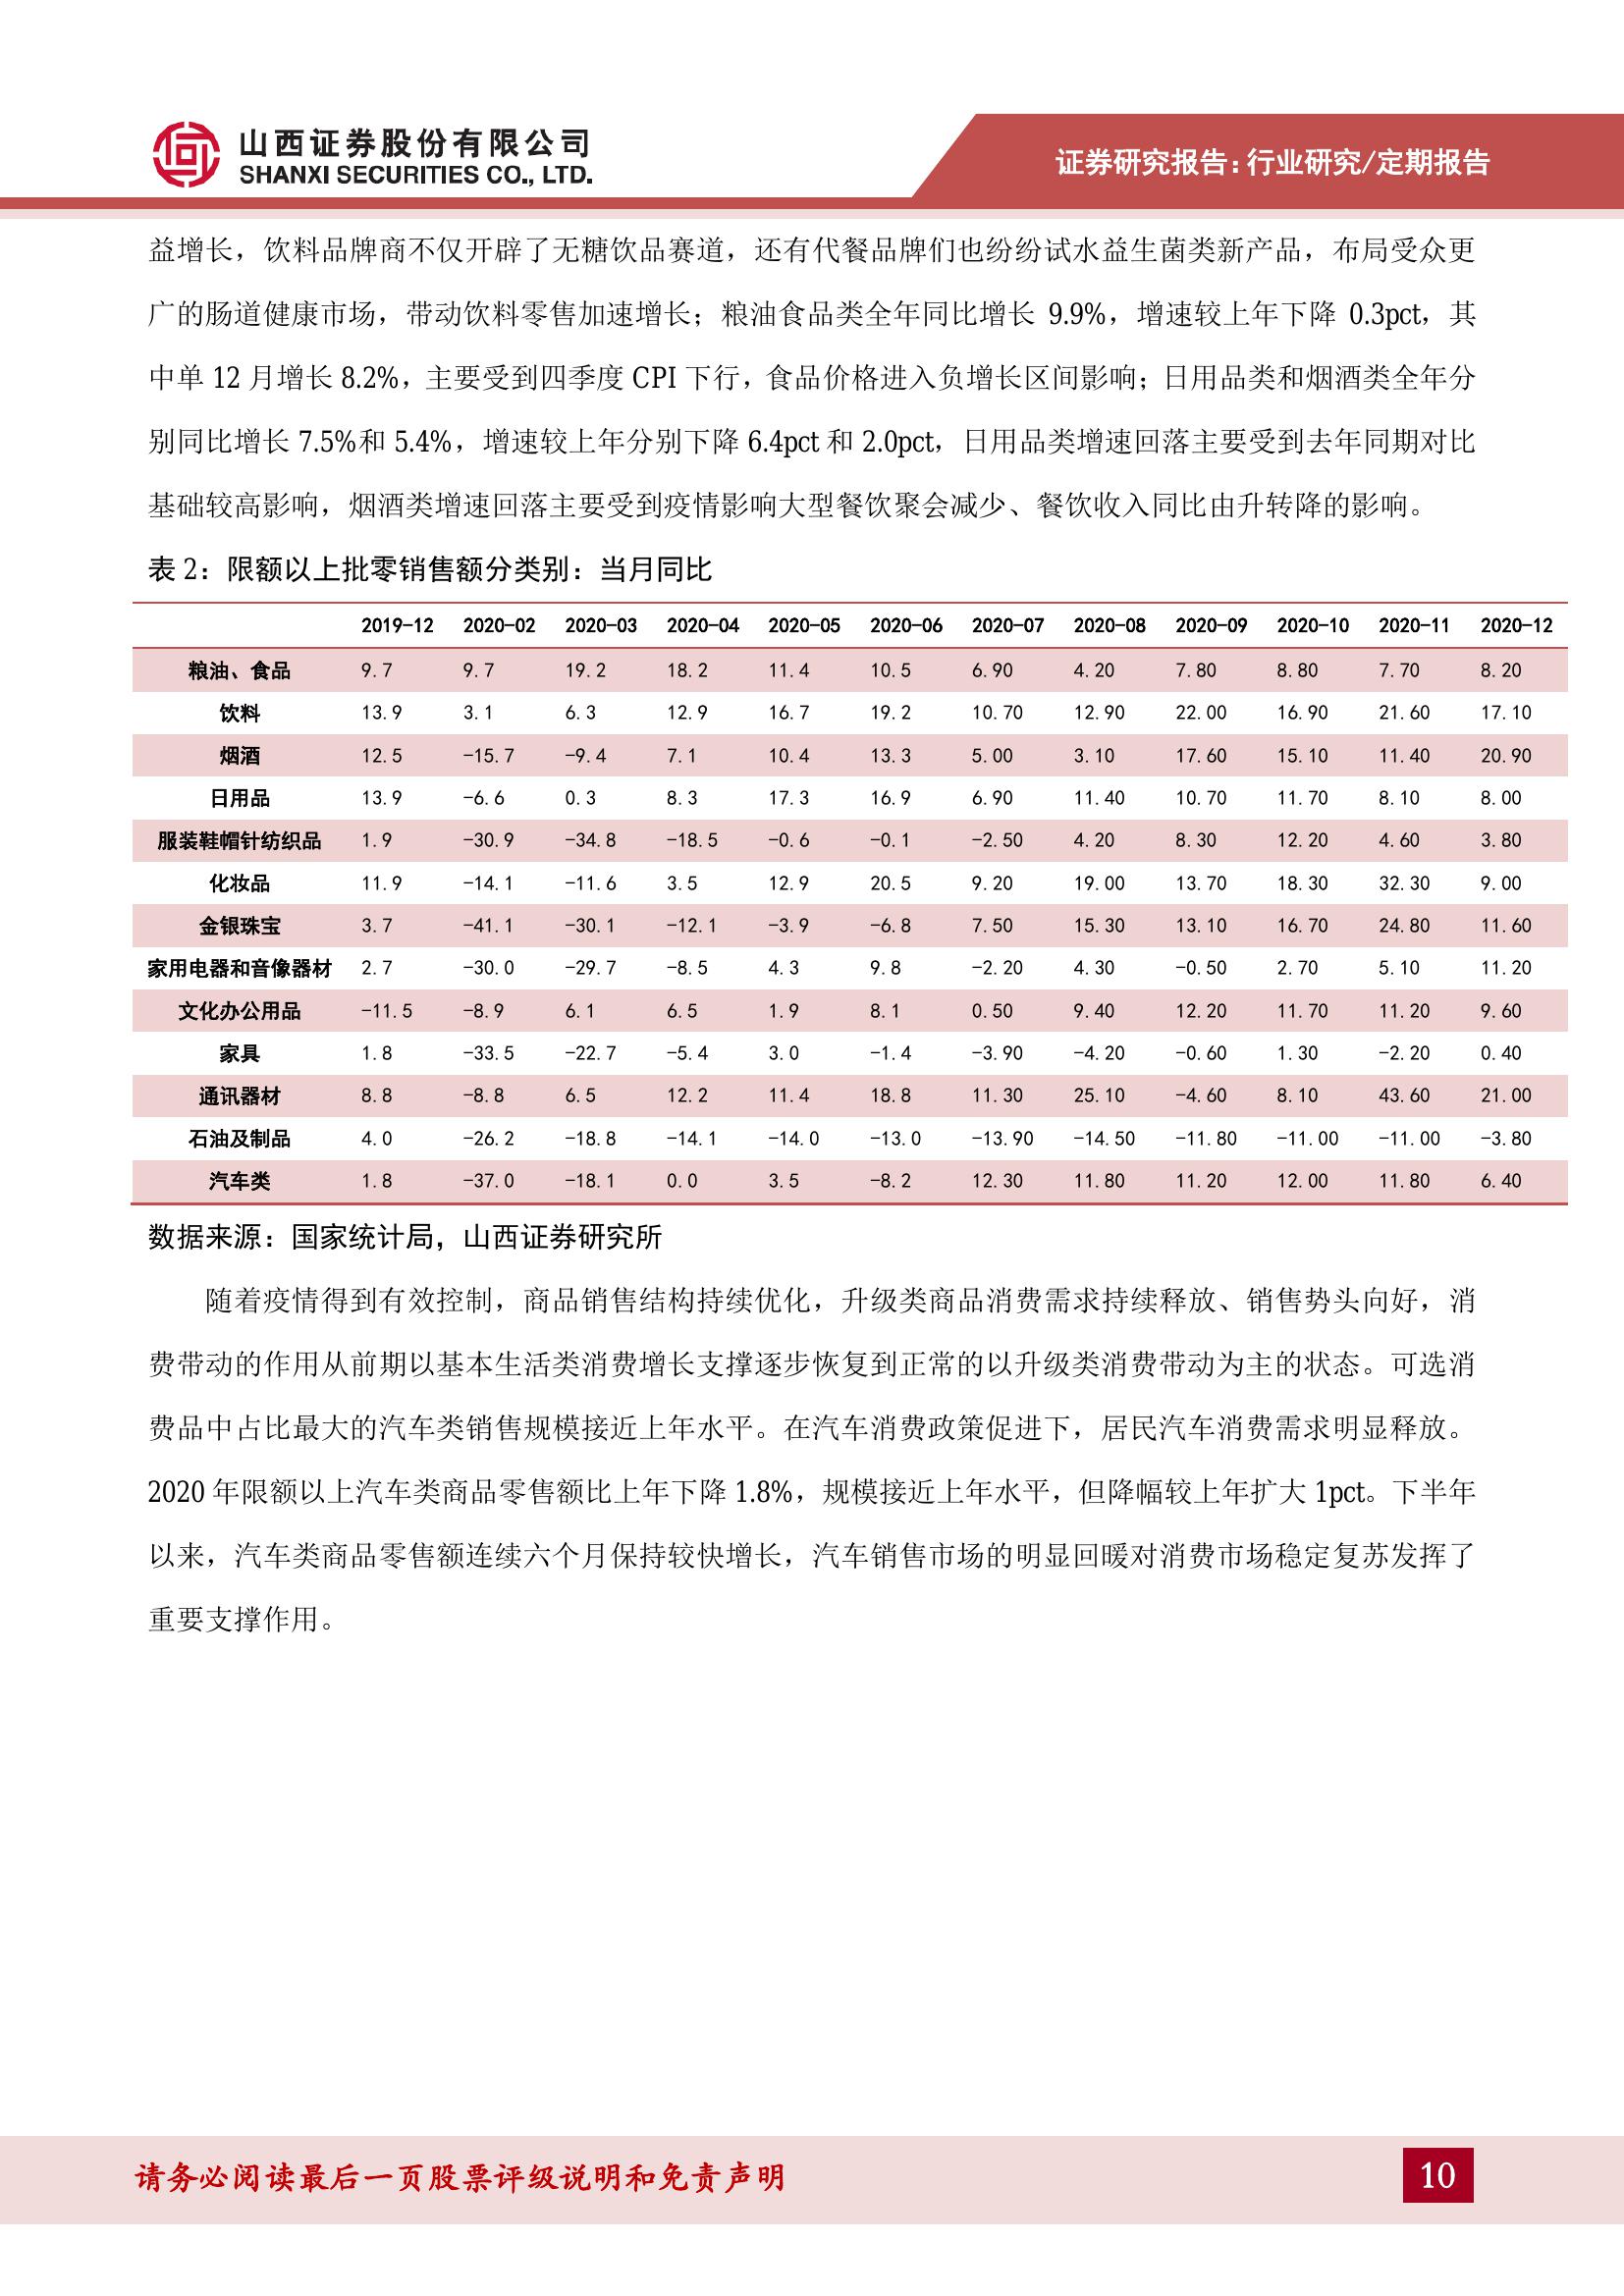 山西证券股份有限公司
SHANXI SECURITIES CO., LTD.
证券研究报告：行业研究/定期报告
益增长，饮料品牌商不仅开辟了无糖饮品赛道，还有代餐品牌们也纷纷试水益生菌类新产品，布局受众更
广的肠道健康市场，带动饮料零售加速增长；粮油食品类全年同比增长 9.9%，增速较上年下降 0.3pct，其
中单 12 月增长 8.2%，主要受到四季度 CPI 下行，食品价格进入负增长区间影响；日用品类和烟酒类全年分
别同比增长 7.5%和 5.4%，增速较上年分别下降 6.4pct 和 2.0pct，日用品类增速回落主要受到去年同期对比
基础较高影响，烟酒类增速回落主要受到疫情影响大型餐饮聚会减少、餐饮收入同比由升转降的影响。
表 2：限额以上批零销售额分类别：当月同比
2019-12 2020-02 2020-03 2020-04 2020-05 2020-06 2020-07 2020-08 2020-09 2020-10 2020-11 2020-12
粮油、食品 9.7 9.7 19.2 18.2 11.4 10.5 6.90 4.20 7.80 8.80 7.70 8.20
饮料 13.9 3.1 6.3 12.9 16.7 19.2 10.70 12.90 22.00 16.90 21.60 17.10
烟酒 12.5 -15.7 -9.4 7.1 10.4 13.3 5.00 3.10 17.60 15.10 11.40 20.90
日用品 13.9 -6.6 0.3 8.3 17.3 16.9 6.90 11.40 10.70 11.70 8.10 8.00
服装鞋帽针纺织品 1.9 -30.9 -34.8 -18.5 -0.6 -0.1 -2.50 4.20 8.30 12.20 4.60 3.80
化妆品 11.9 -14.1 -11.6 3.5 12.9 20.5 9.20 19.00 13.70 18.30 32.30 9.00
金银珠宝 3.7 -41.1 -30.1 -12.1 -3.9 -6.8 7.50 15.30 13.10 16.70 24.80 11.60
家用电器和音像器材 2.7 -30.0 -29.7 -8.5 4.3 9.8 -2.20 4.30 -0.50 2.70 5.10 11.20
文化办公用品 -11.5 -8.9 6.1 6.5 1.9 8.1 0.50 9.40 12.20 11.70 11.20 9.60
家具 1.8 -33.5 -22.7 -5.4 3.0 -1.4 -3.90 -4.20 -0.60 1.30 -2.20 0.40
通讯器材 8.8 -8.8 6.5 12.2 11.4 18.8 11.30 25.10 -4.60 8.10 43.60 21.00
石油及制品 4.0 -26.2 -18.8 -14.1 -14.0 -13.0 -13.90 -14.50 -11.80 -11.00 -11.00 -3.80
汽车类 1.8 -37.0 -18.1 0.0 3.5 -8.2 12.30 11.80 11.20 12.00 11.80 6.40
数据来源：国家统计局，山西证券研究所
随着疫情得到有效控制，商品销售结构持续优化，升级类商品消费需求持续释放、销售势头向好，消
费带动的作用从前期以基本生活类消费增长支撑逐步恢复到正常的以升级类消费带动为主的状态。可选消
费品中占比最大的汽车类销售规模接近上年水平。在汽车消费政策促进下，居民汽车消费需求明显释放。
2020 年限额以上汽车类商品零售额比上年下降 1.8%，规模接近上年水平，但降幅较上年扩大 1pct。下半年
以来，汽车类商品零售额连续六个月保持较快增长，汽车销售市场的明显回暖对消费市场稳定复苏发挥了
重要支撑作用。
请务必阅读最后一页股票评级说明和免责声明
10